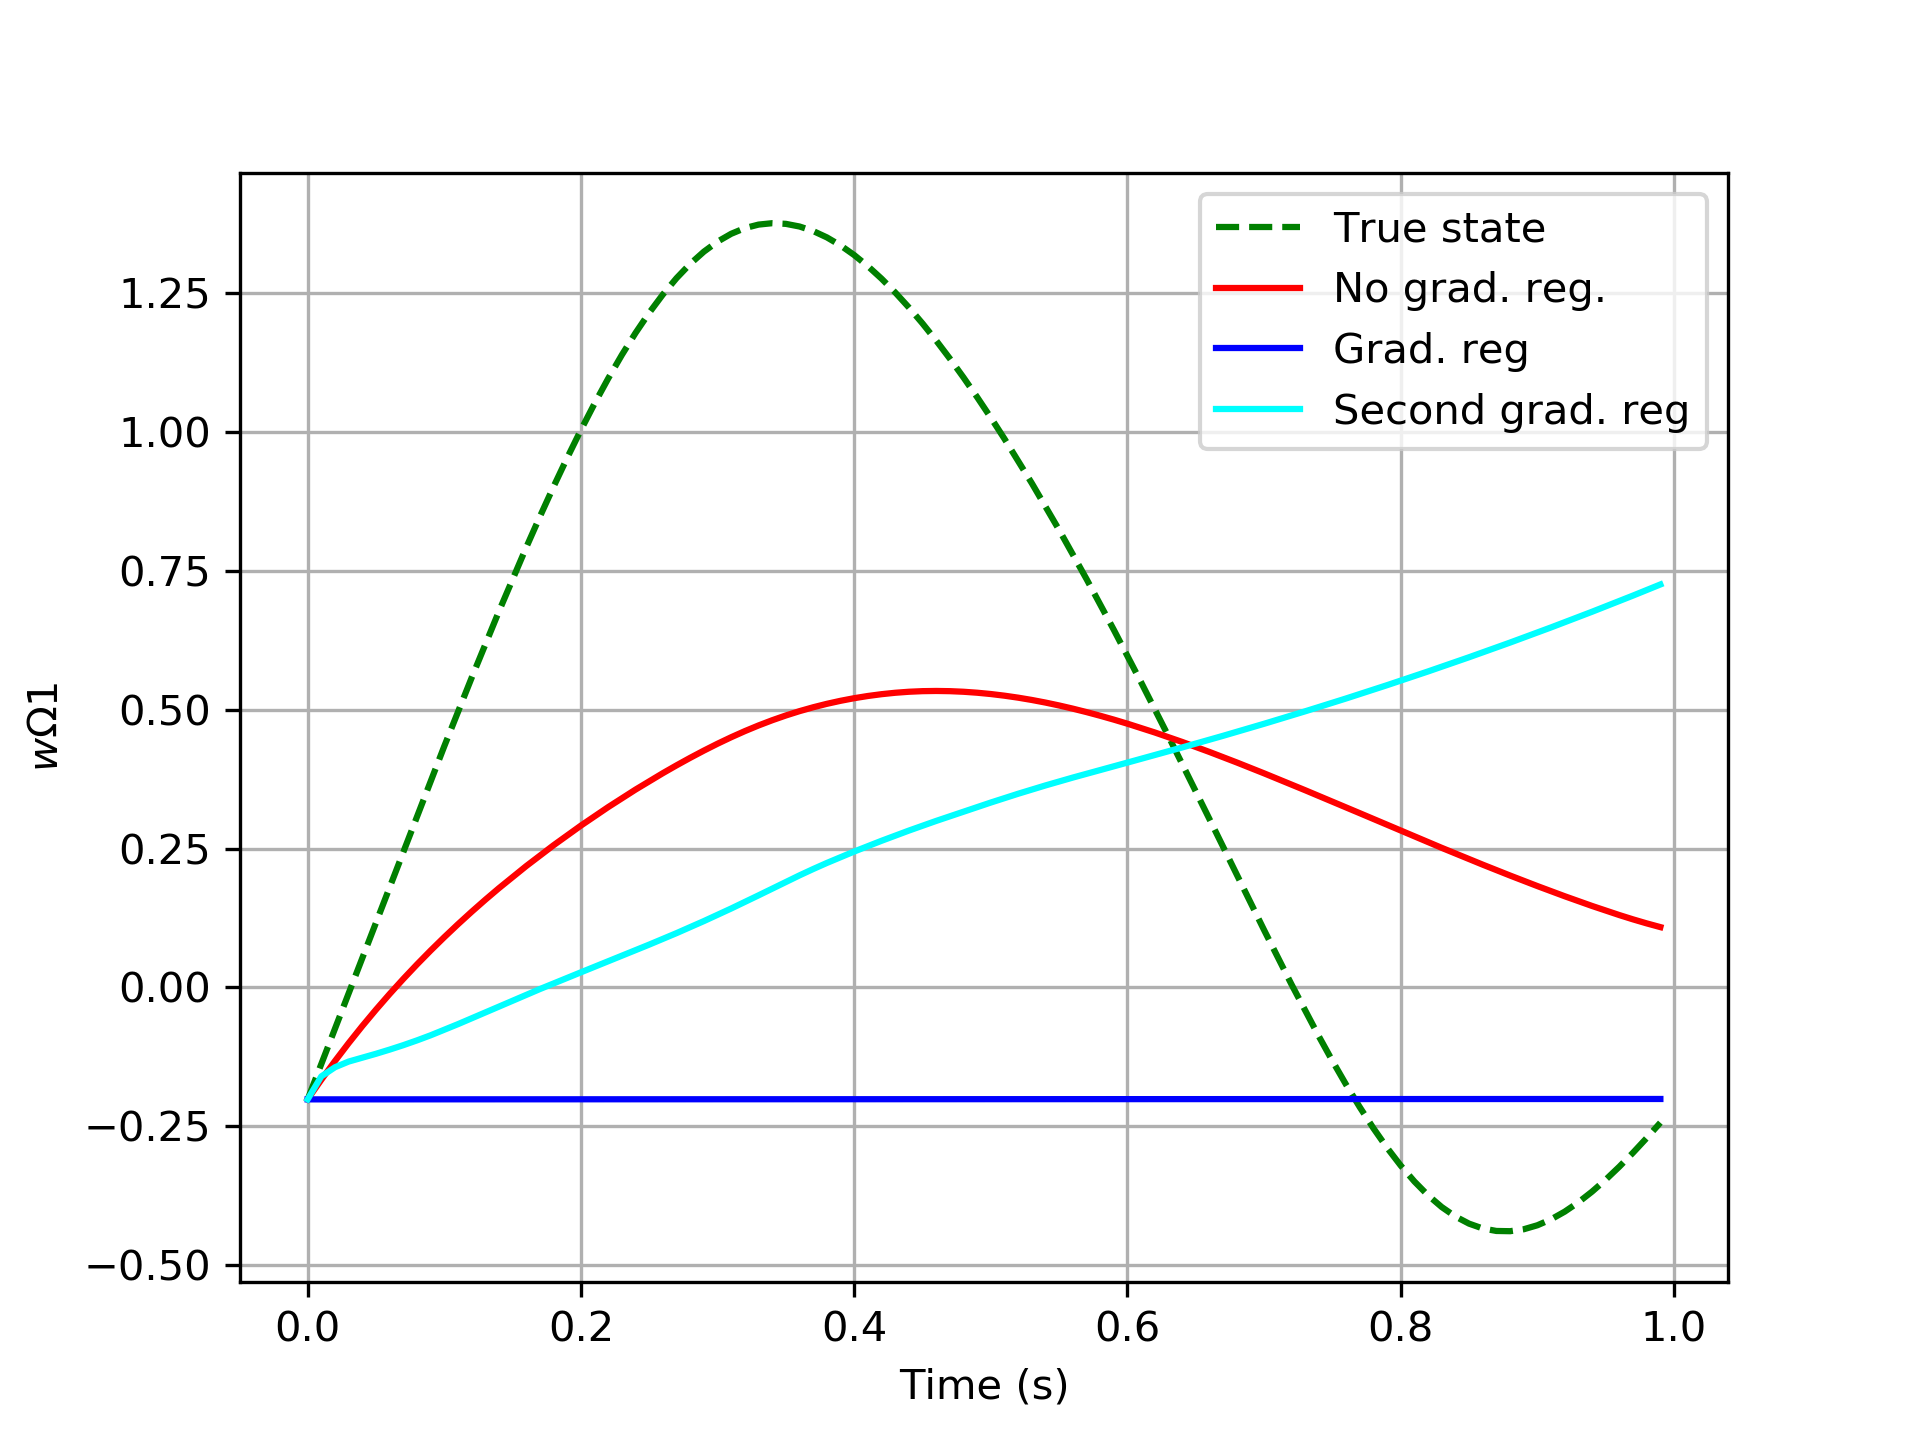 True state
No grad. reg.
Grad. reg
Second grad. reg
1.25
1.00
0.75
0.50
0.25
0.00
−0.25
−0.50
wΩ1
0.0 0.2 0.4 0.6 0.8 1.0
Time (s)